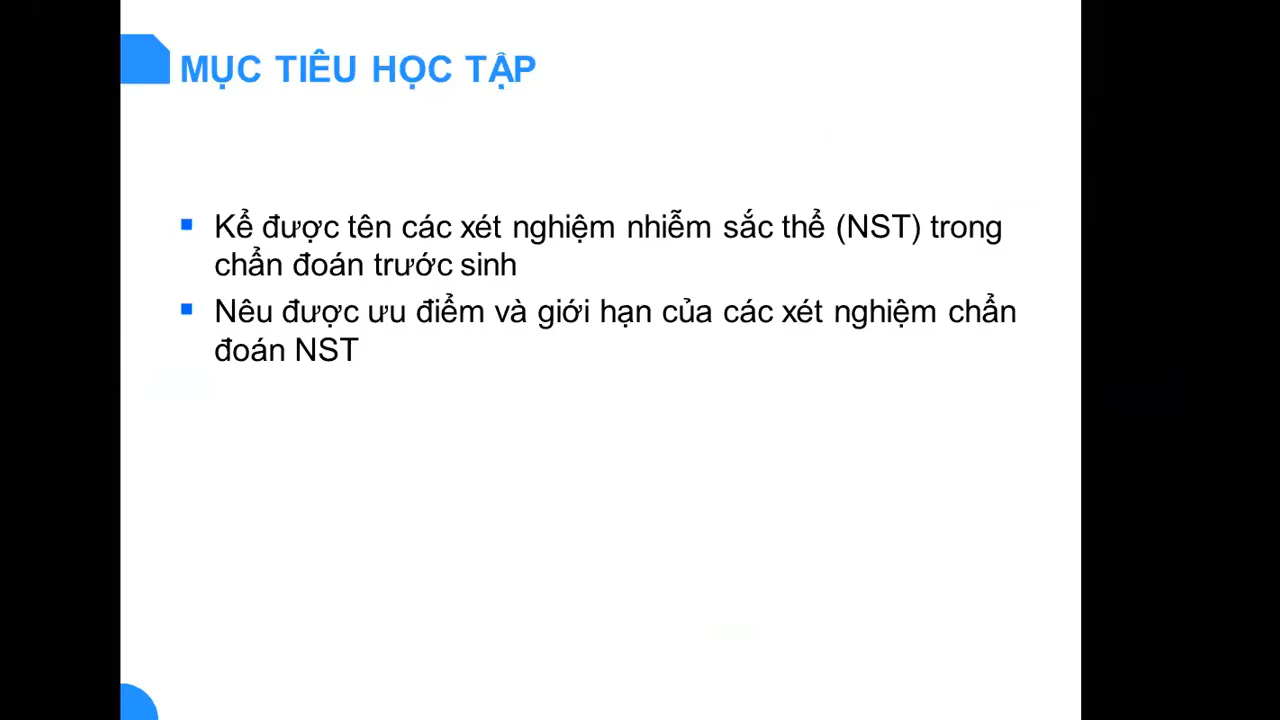 MỤC TIÊU HỌC TẬP
Kể được tên các xét nghiệm nhiễm sắc thể (NST) trong
chẩn đoán trước sinh
Nêu được ưu điểm và giới hạn của các xét nghiệm chẩn
đoán NST